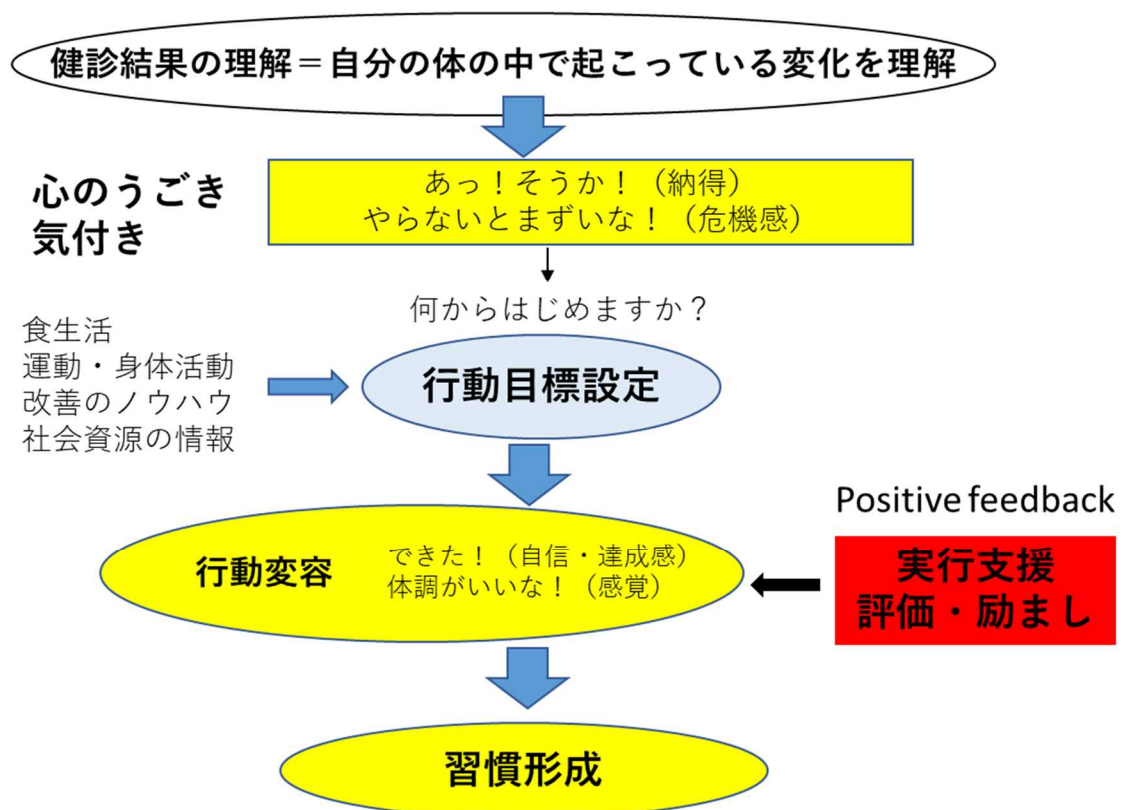 健診結果の理解＝自分の体の中で起こっている変化を理解
心のうごき
気付き
あっ！そうか！（納得）
やらないとまずいな！（危機感）
何からはじめますか？
食生活
運動・身体活動
改善のノウハウ
社会資源の情報
行動目標設定
行動変容
できた！（自信・達成感）
体調がいいな！（感覚）
Positive feedback
実行支援
評価・励まし
習慣形成